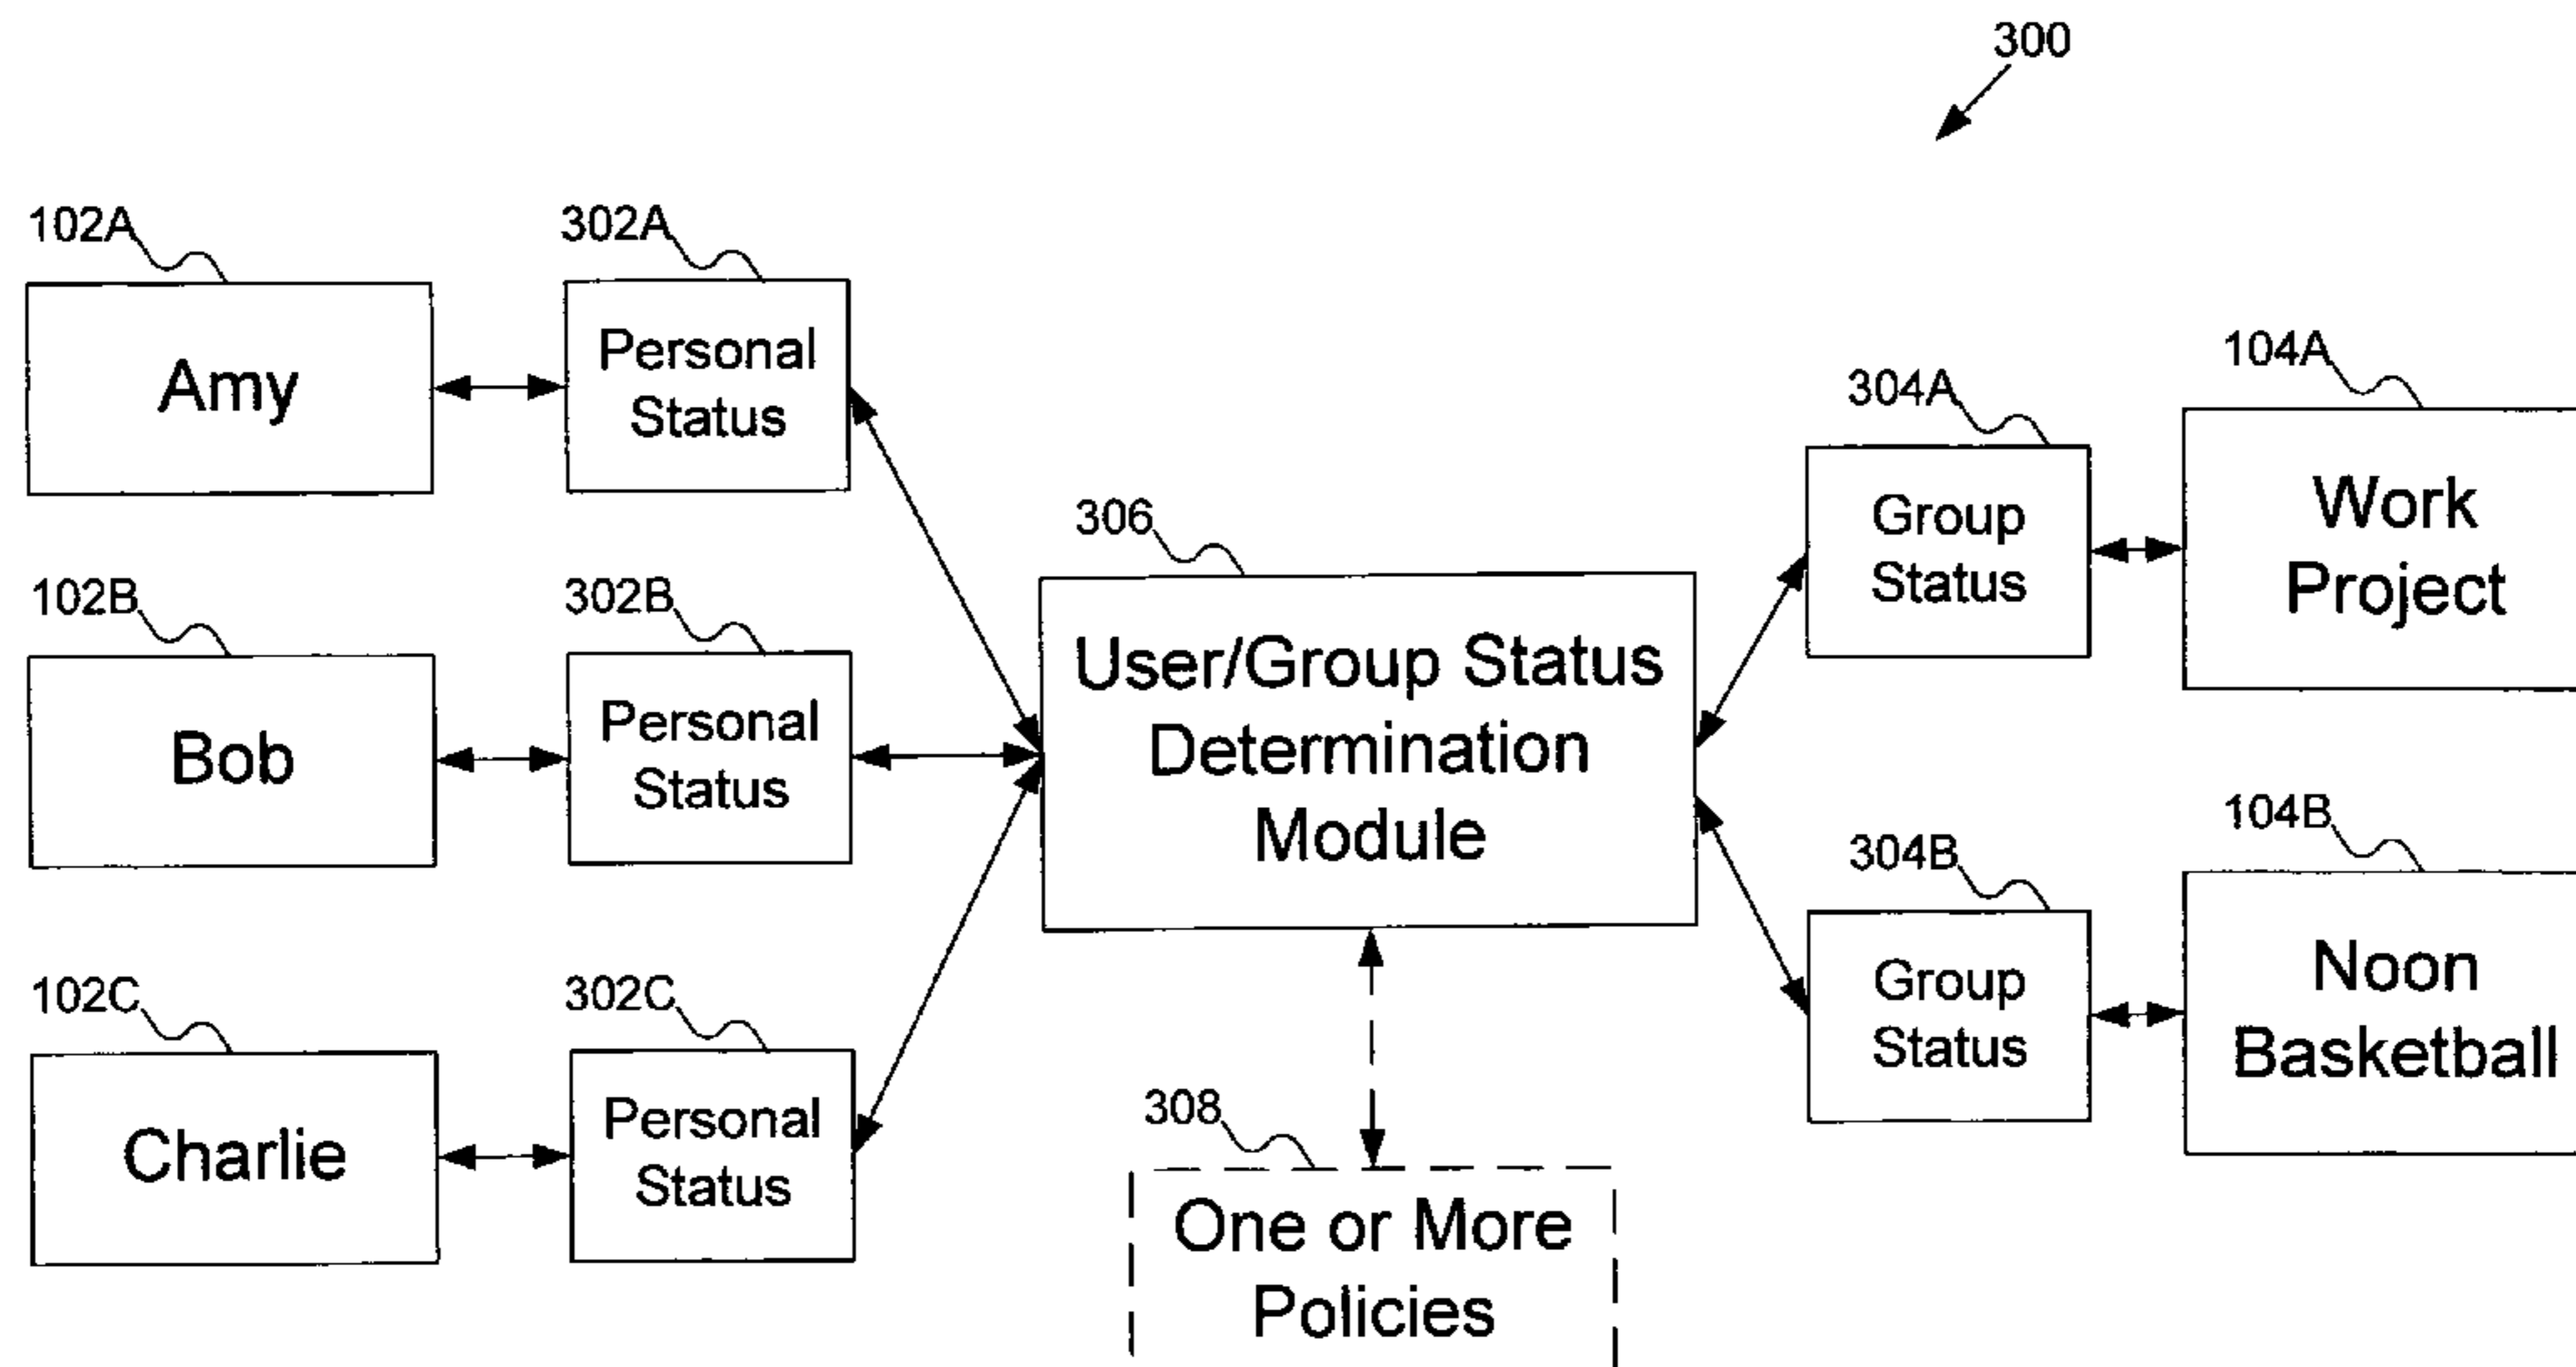 300
102A
302A
Amy
Personal
Status
304A
104A
Group
Status
Work
Project
306
User/Group Status
Determination
Module
102B
302B
Bob
Personal
Status
304B
104B
Group
Status
Noon
Basketball
102C
302C
Charlie
Personal
Status
308
One or More
Policies